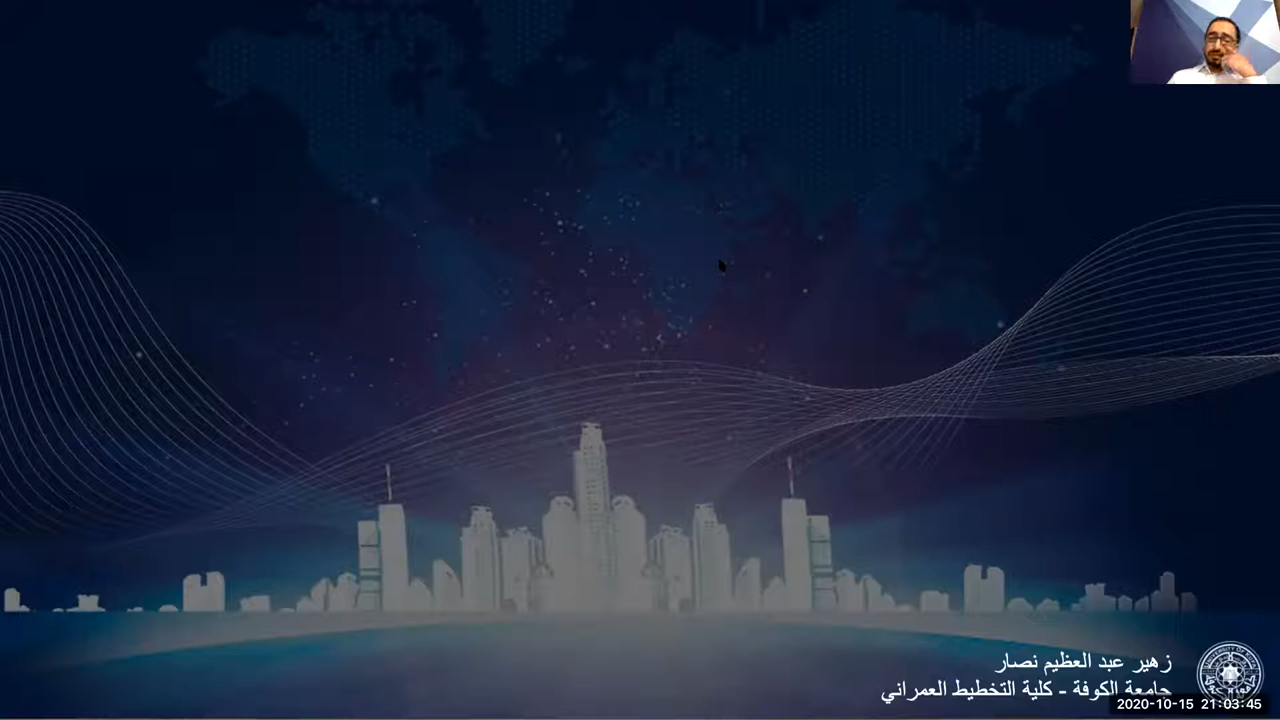 زهير عبد العظيم نصار
جامعة الكوفة - كلية التخطيط العمراني
2020-10-15 21:03:45